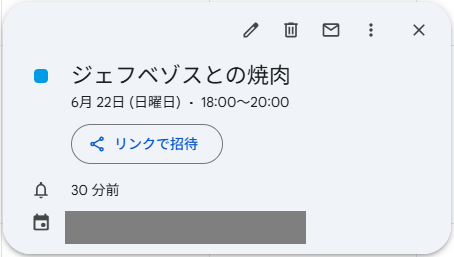 ジェフベゾスとの焼肉
6月 22日 (日曜日) ・ 18:00～20:00
リンクで招待
30 分前